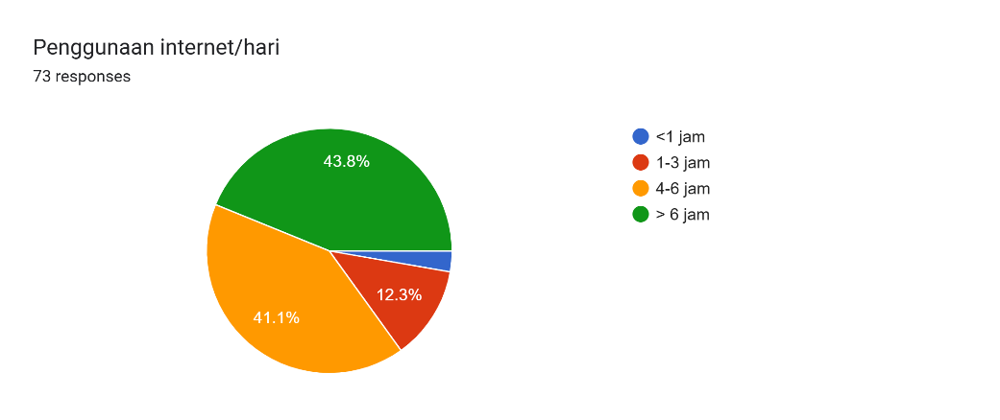 Penggunaan internet/hari
73 responses
43.8%
12.3%
41.1%
<1 jam
1-3 jam
4-6 jam
> 6 jam